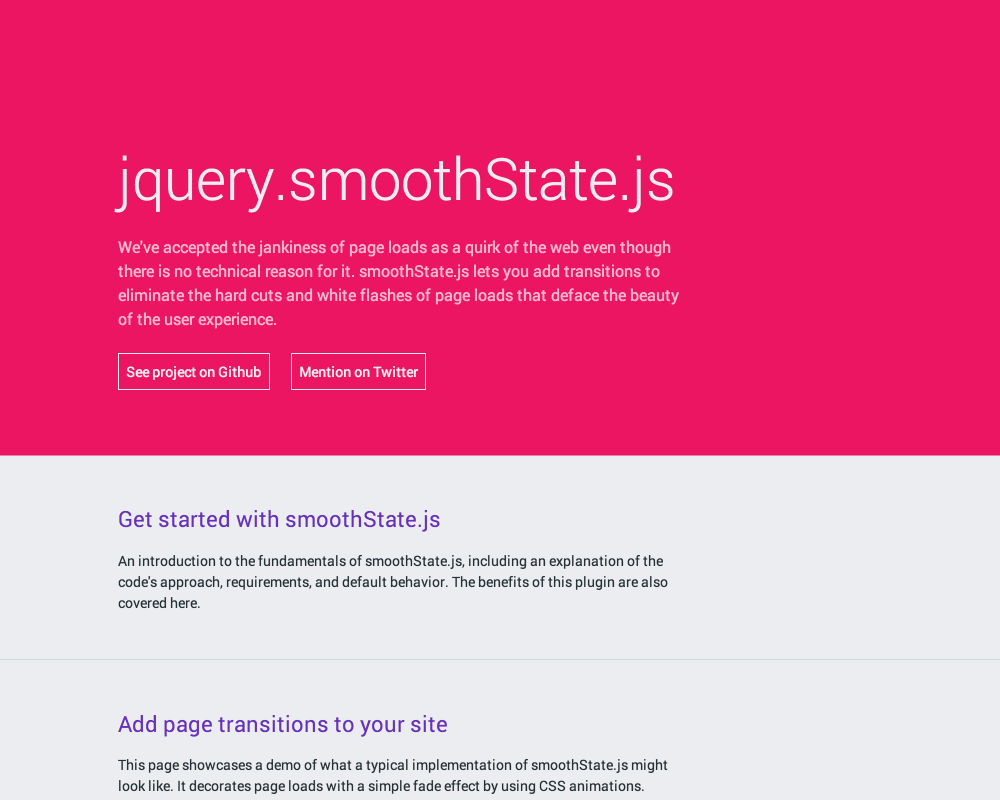 jquery.smoothState.js
We've accepted the jankiness of page loads as a quirk of the web even though
there is no technical reason for it. smoothState.js lets you add transitions to
eliminate the hard cuts and white flashes of page loads that deface the beauty
of the user experience.
See project on Github
Mention on Twitter
Get started with smoothState.js
An introduction to the fundamentals of smoothState.js, including an explanation of the
code's approach, requirements, and default behavior. The benefits of this plugin are also
covered here.
Add page transitions to your site
This page showcases a demo of what a typical implementation of smoothState.js might
look like. It decorates page loads with a simple fade effect by using CSS animations.